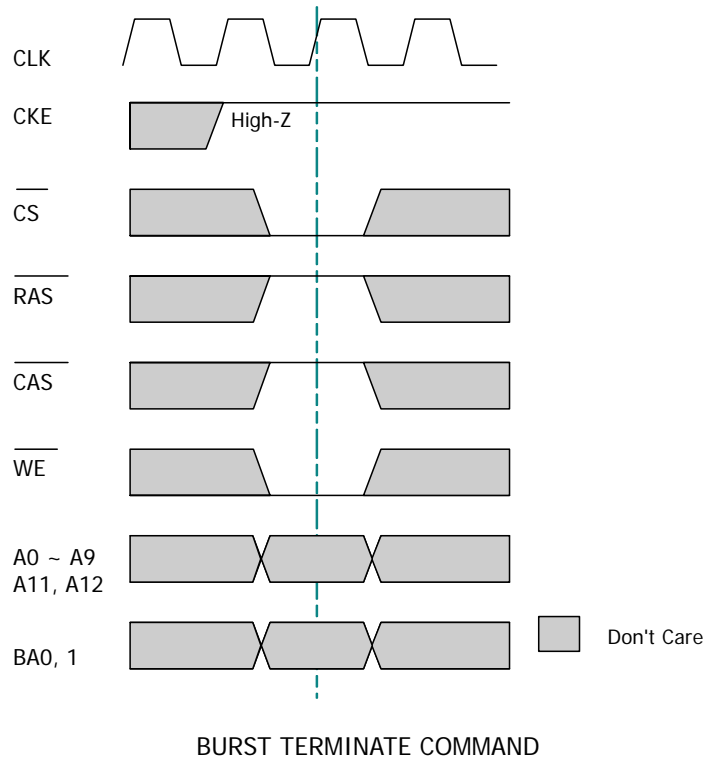 CLK
CKE
High-Z
CS
RAS
CAS
WE
A0 ~ A9
A11, A12
BA0, 1
Don't Care
BURST TERMINATE COMMAND